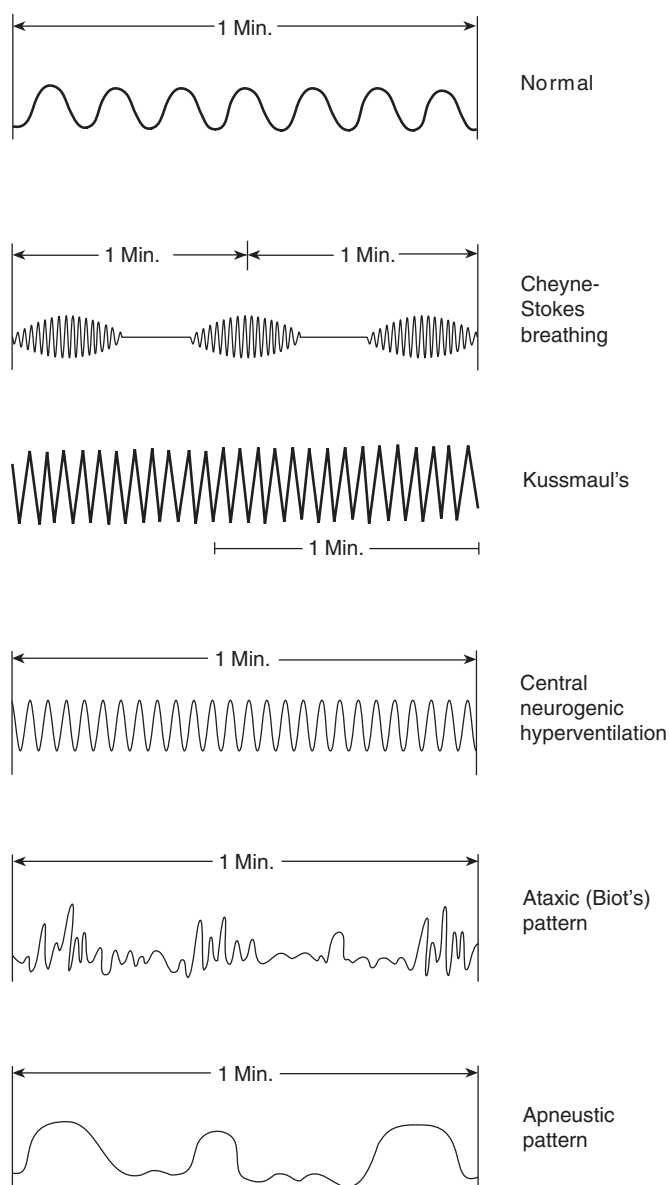 1 Min.
Normal
1 Min.
1 Min.
Cheyne-
Stokes
breathing
Kussmaul's
1 Min.
1 Min.
Central
neurogenic
hyperventilation
1 Min.
Ataxic (Biot's)
pattern
1 Min.
Apneustic
pattern